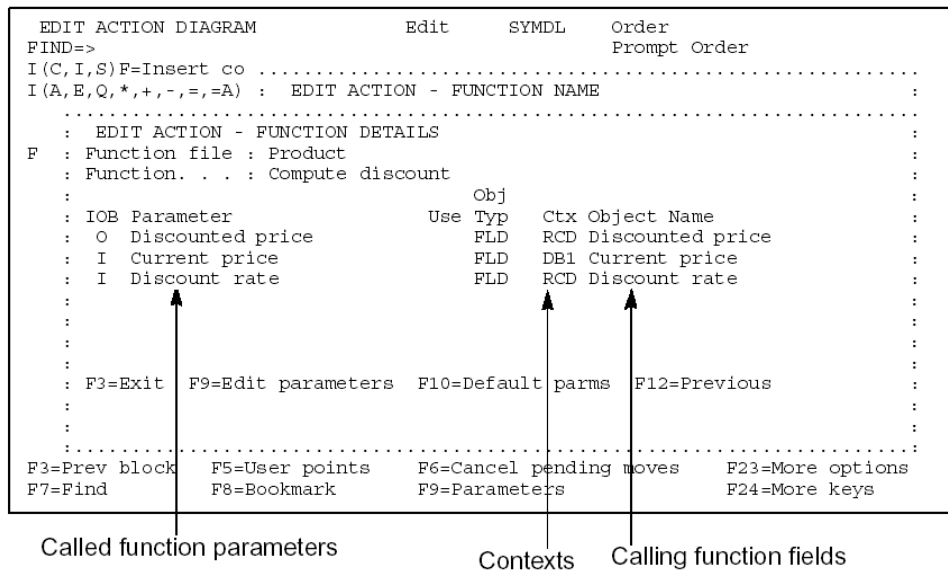 EDIT ACTION DIAGRAM Edit SYMDL Order
FIND=> Prompt Order
I(C,I,S)F=Insert co ..........................................................
I(A,E,Q,*,+,-,=,=A) : EDIT ACTION - FUNCTION NAME :
.........................................................................
: EDIT ACTION - FUNCTION DETAILS :
F : Function file : Product :
: Function. . . : Compute discount :
: Obj :
: IOB Parameter Use Typ Ctx Object Name :
: O Discounted price FLD RCD Discounted price :
: I Current price FLD DB1 Current price :
: I Discount rate FLD RCD Discount rate :
: :
: :
: :
: :
: F3=Exit F9=Edit parameters F10=Default parms F12=Previous :
: :
: :
:.......................................................................:
F3=Prev block F5=User points F6=Cancel pending moves F23=More options
F7=Find F8=Bookmark F9=Parameters F24=More keys
Called function parameters Contexts Calling function fields